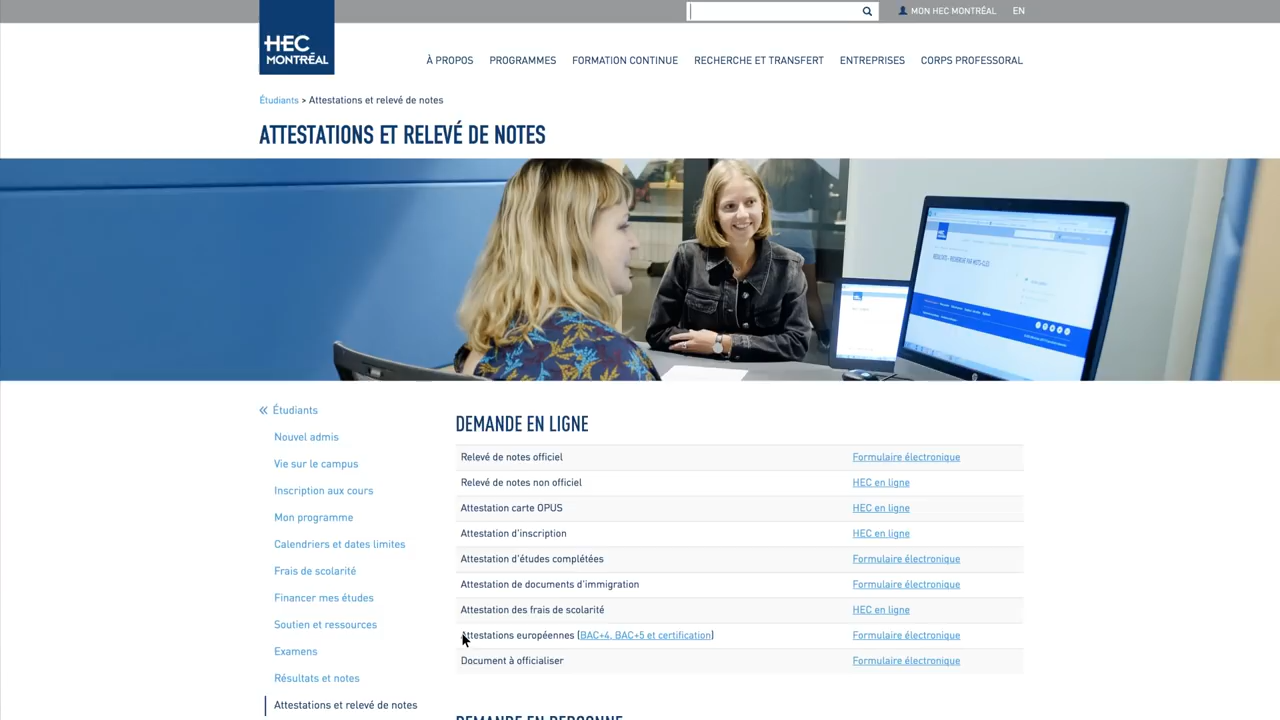 MON HEC MONTRÉAL EN
HEC
MONTRÉAL
À PROPOS PROGRAMMES FORMATION CONTINUE RECHERCHE ET TRANSFERT ENTREPRISES CORPS PROFESSORAL
Étudiants > Attestations et relevé de notes
ATTESTATIONS ET RELEVÉ DE NOTES
« Étudiants
Nouvel admis
Vie sur le campus
Inscription aux cours
Mon programme
Calendriers et dates limites
Frais de scolarité
Financer mes études
Soutien et ressources
Examens
Résultats et notes
Attestations et relevé de notes
DEMANDE EN LIGNE
Relevé de notes officiel Formulaire électronique
Relevé de notes non officiel HEC en ligne
Attestation carte OPUS HEC en ligne
Attestation d'inscription HEC en ligne
Attestation d'études complétées Formulaire électronique
Attestation de documents d'immigration Formulaire électronique
Attestation des frais de scolarité HEC en ligne
Attestations européennes (BAC+4, BAC+5 et certification) Formulaire électronique
Document à officialiser Formulaire électronique
DEMANDE EN PERSONNE